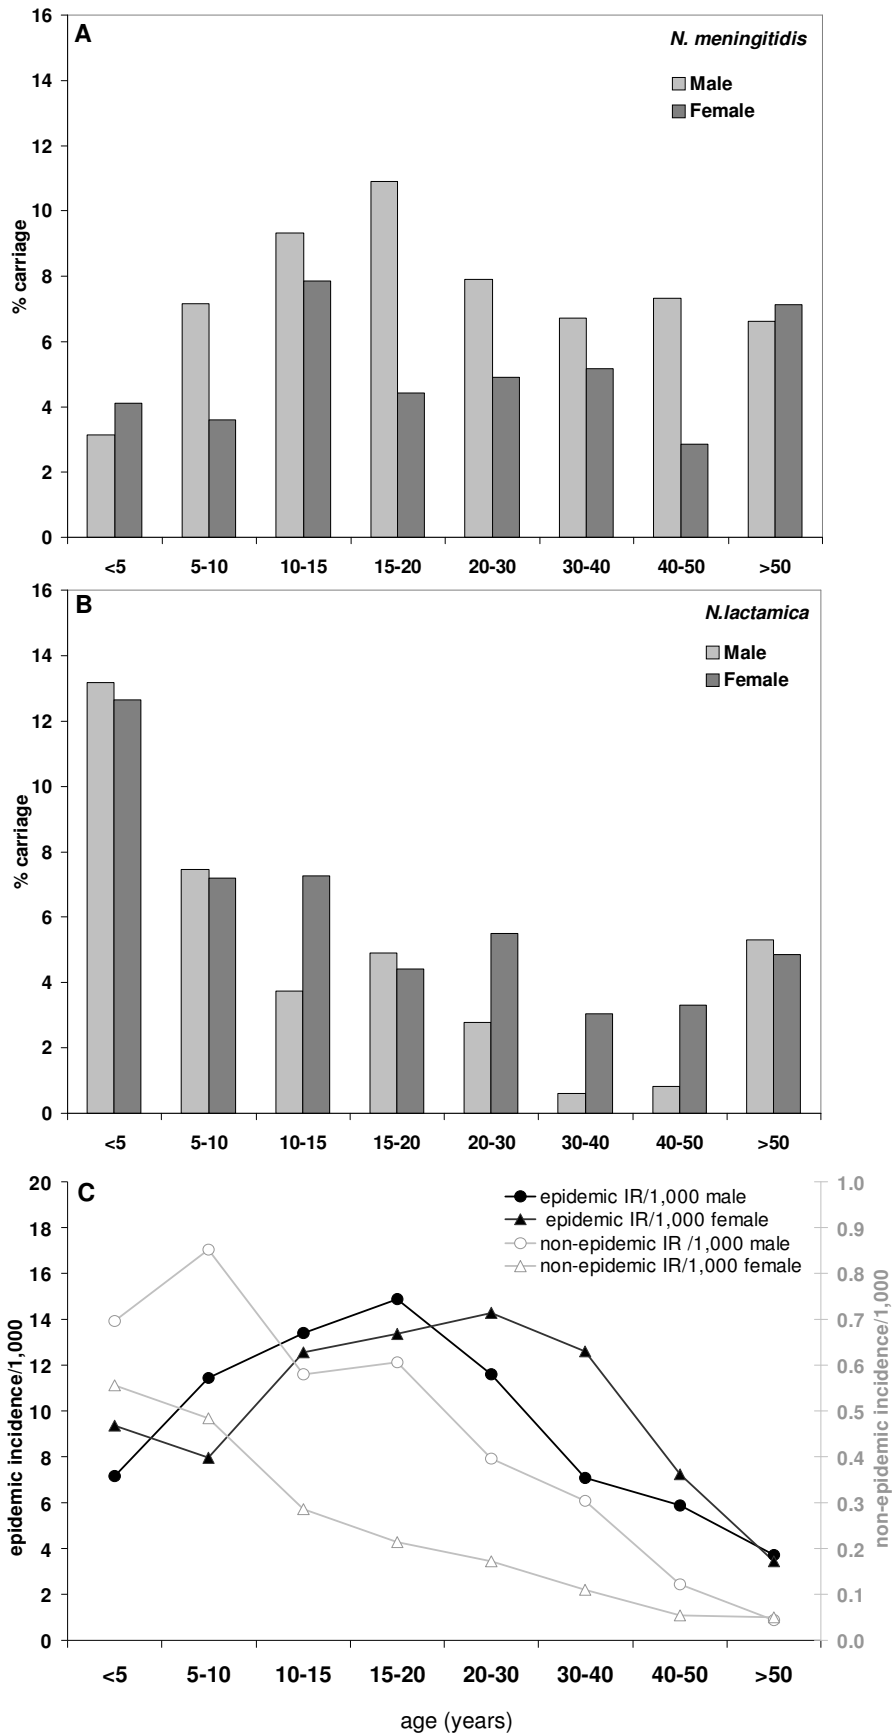 A
N. meningitidis
Male
Female
% carriage
16
14
12
10
8
6
4
2
0
<5 5-10 10-15 15-20 20-30 30-40 40-50 >50
B
N.lactamica
Male
Female
% carriage
16
14
12
10
8
6
4
2
0
<5 5-10 10-15 15-20 20-30 30-40 40-50 >50
C
epidemic IR/1,000 male
epidemic IR/1,000 female
non-epidemic IR /1,000 male
non-epidemic IR/1,000 female
epidemic incidence/1,000
20
18
16
14
12
10
8
6
4
2
0
non-epidemic incidence/1,000
1.0
0.9
0.8
0.7
0.6
0.5
0.4
0.3
0.2
0.1
0.0
<5 5-10 10-15 15-20 20-30 30-40 40-50 >50
age (years)